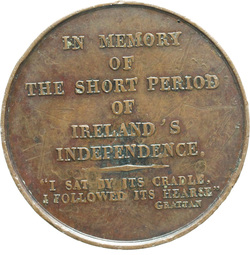 IN MEMORY
OF
THE SHORT PERIOD
OF
IRELAND'S
INDEPENDENCE.
"I SAT BY ITS CRADLE,
I FOLLOWED ITS HEARSE"
GRATTAN